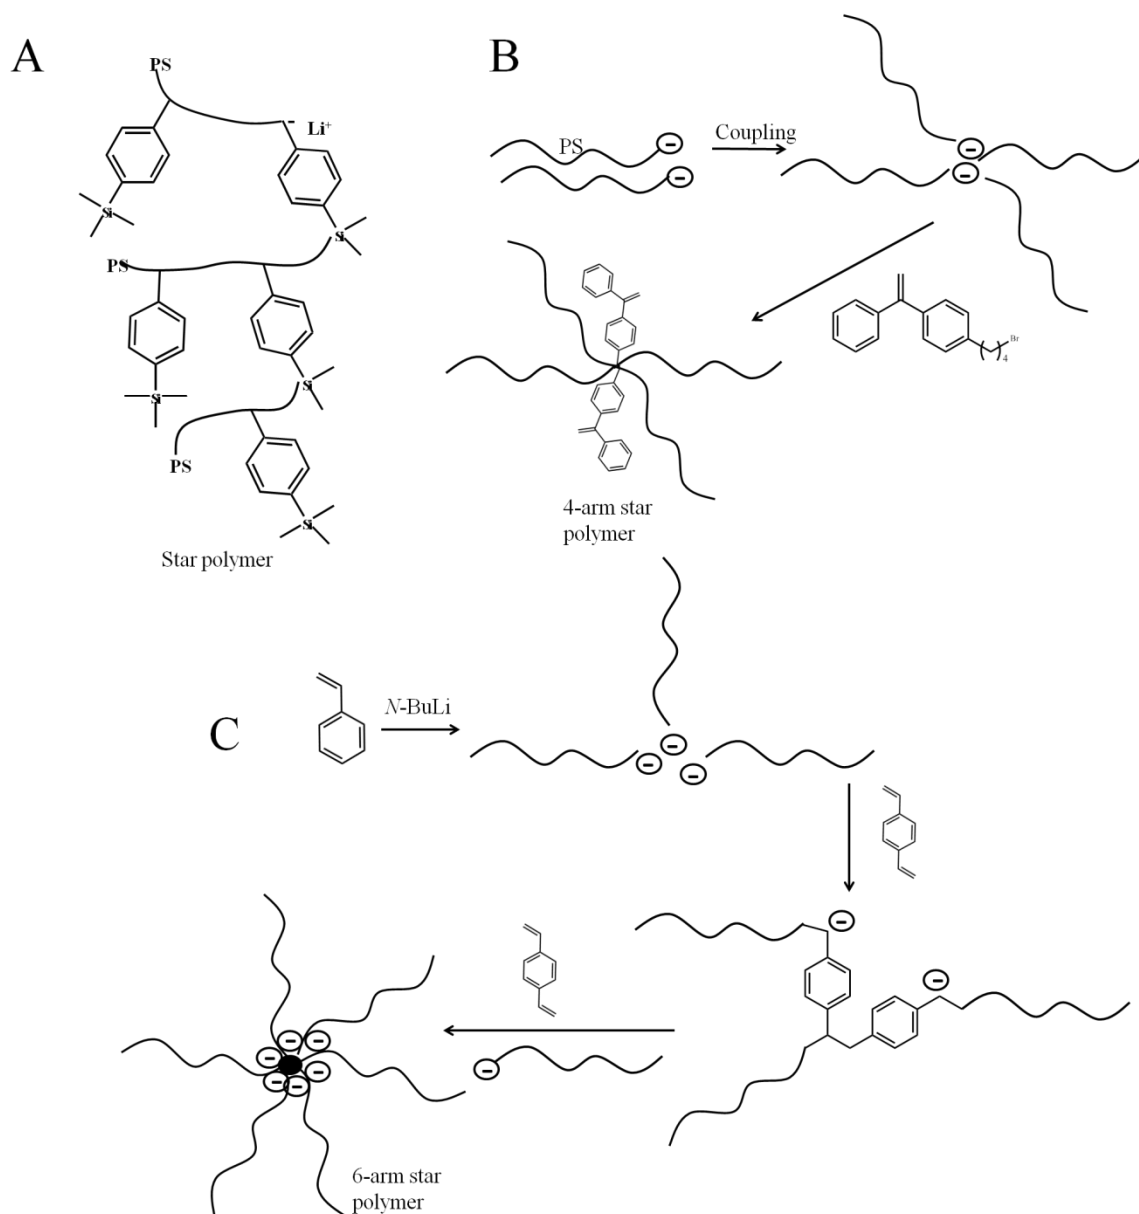 A
PS
- Li⁺
Si
Si
PS
Si
Si
PS
Si
Star polymer
B
PS
Coupling
Br
4
4-arm star
polymer
C
N-BuLi
6-arm star
polymer